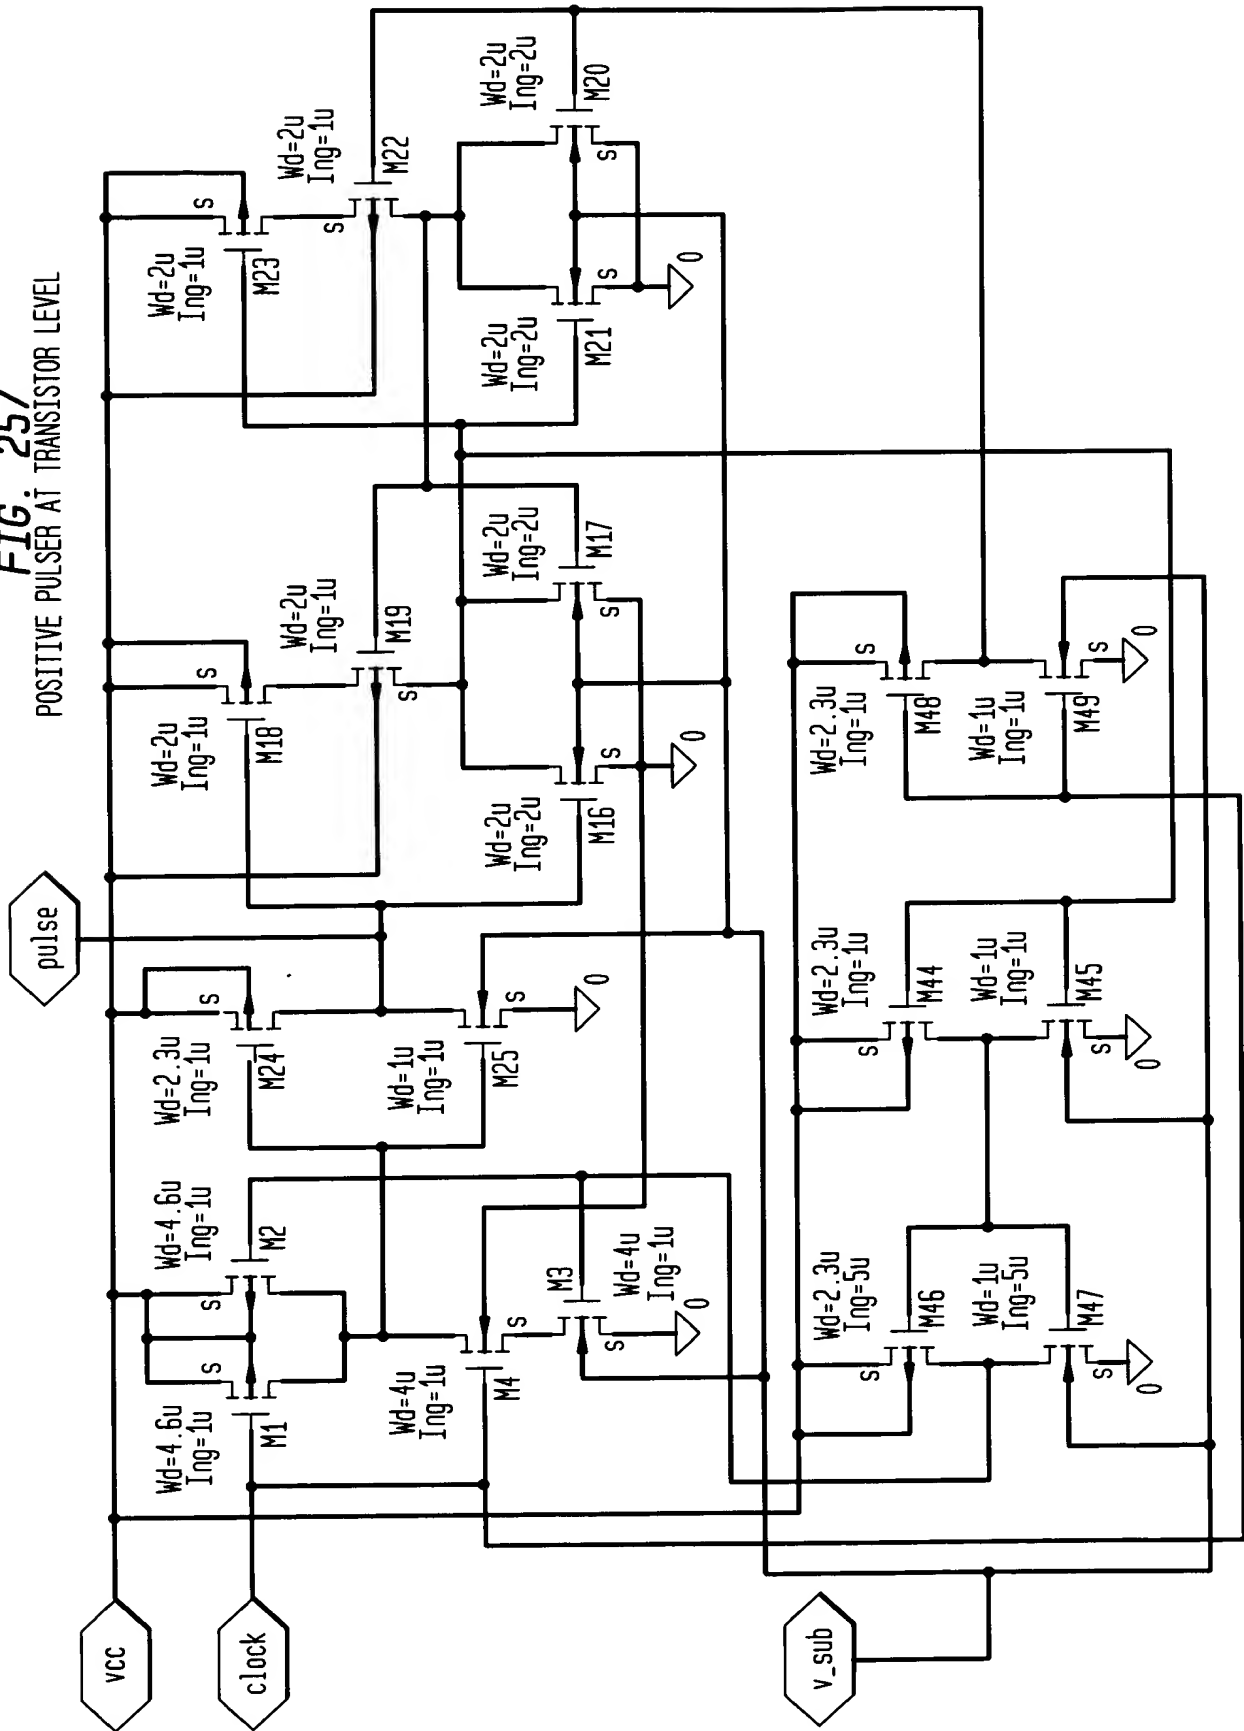 FIG. 257
POSITIVE PULSER AT TRANSISTOR LEVEL
vcc
clock
pulse
v_sub
Wd=4.6u
Ing=1u
M1
S
Wd=4.6u
Ing=1u
M2
S
Wd=4u
Ing=1u
M4
S
M3
Wd=4u
Ing=1u
S
0
Wd=2.3u
Ing=1u
M24
S
Wd=1u
Ing=1u
M25
S
0
Wd=2u
Ing=1u
M18
S
Wd=2u
Ing=1u
M19
S
Wd=2u
Ing=2u
M16
S
0
Wd=2u
Ing=2u
M17
S
Wd=2u
Ing=1u
M23
S
Wd=2u
Ing=1u
M22
S
Wd=2u
Ing=2u
M21
S
0
Wd=2u
Ing=2u
M20
S
Wd=2.3u
Ing=5u
M46
S
Wd=1u
Ing=5u
M47
S
0
Wd=2.3u
Ing=1u
M44
S
Wd=1u
Ing=1u
M45
S
0
Wd=2.3u
Ing=1u
M48
S
Wd=1u
Ing=1u
M49
S
0